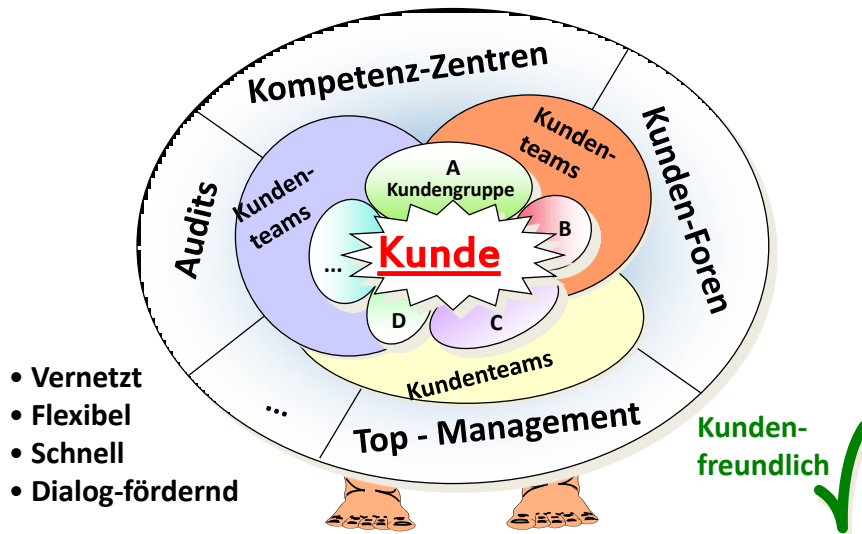 Kompetenz-Zentren
Kunden-Foren
Audits
Kunden-
teams
Kunden-
teams
A
Kundengruppe
B
...
Kunde
D
C
Kundenteams
...
Top - Management
• Vernetzt
• Flexibel
• Schnell
• Dialog-fördernd
Kunden-
freundlich